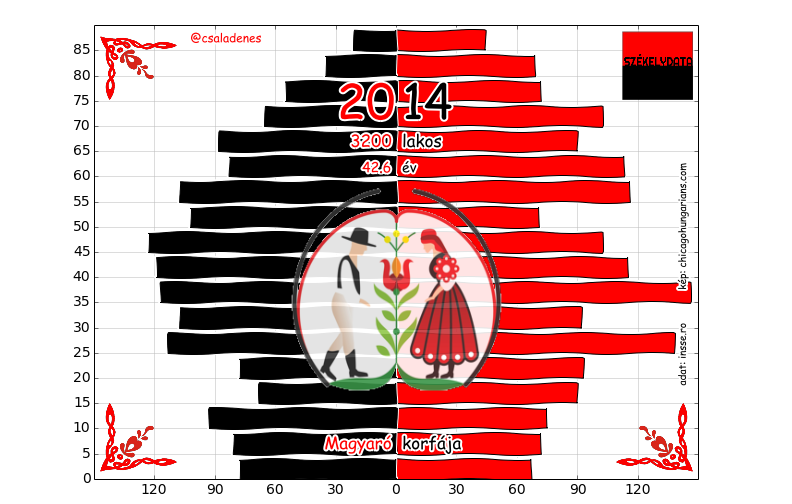 @csaladenes
SZÉKELYDATA
2014
3200 lakos
42.6 év
kép: chicagohungarians.com
adat: insse.ro
Magyaró korfája
85
80
75
70
65
60
55
50
45
40
35
30
25
20
15
10
5
0
120 90 60 30 0 30 60 90 120